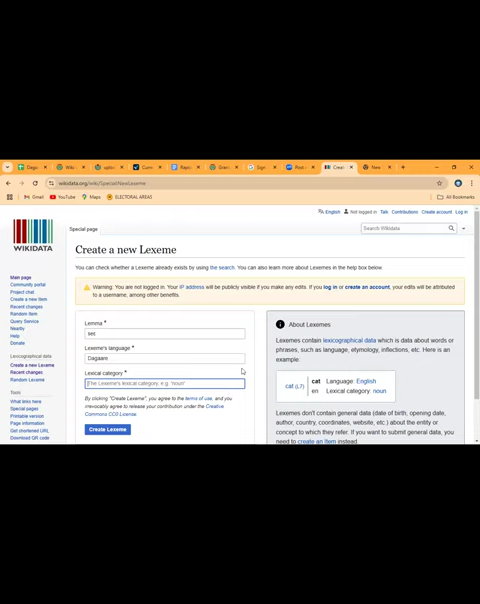 Daga
Wiki
uploa
Com
Rapi
Gran
Sign
Post
Crea
New
wikidata.org/wiki/Special:NewLexeme
Gmail
YouTube
Maps
ELECTORAL AREAS
All Bookmarks
English
Not logged in
Talk
Contributions
Create account
Log in
WIKIDATA
Special page
Search Wikidata
Create a new Lexeme
You can check whether a Lexeme already exists by using the search. You can also learn more about Lexemes in the help box below.
Warning: You are not logged in. Your IP address will be publicly visible if you make any edits. If you log in or create an account, your edits will be attributed
to a username, among other benefits.
Main page
Community portal
Project chat
Create a new Item
Recent changes
Random Item
Query Service
Nearby
Help
Donate
Lexicographical data
Create a new Lexeme
Recent changes
Random Lexeme
Tools
What links here
Special pages
Printable version
Page information
Get shortened URL
Download QR code
Lemma *
Lexeme's language *
Dagaare
Lexical category *
The Lexeme's lexical category, e.g. 'noun'
By clicking "Create Lexeme", you agree to the terms of use, and you
irrevocably agree to release your contribution under the Creative
Commons CC0 License.
Create Lexeme
About Lexemes
Lexemes contain lexicographical data which is data about words or
phrases, such as language, etymology, inflections, etc. Here is an
example:
cat (L7)
cat
en
Language: English
Lexical category: noun
Lexemes don't contain general data (date of birth, opening date,
author, country, coordinates, website, etc.) about the entity or
concept to which they refer. If you want to submit general data, you
need to create an Item instead.